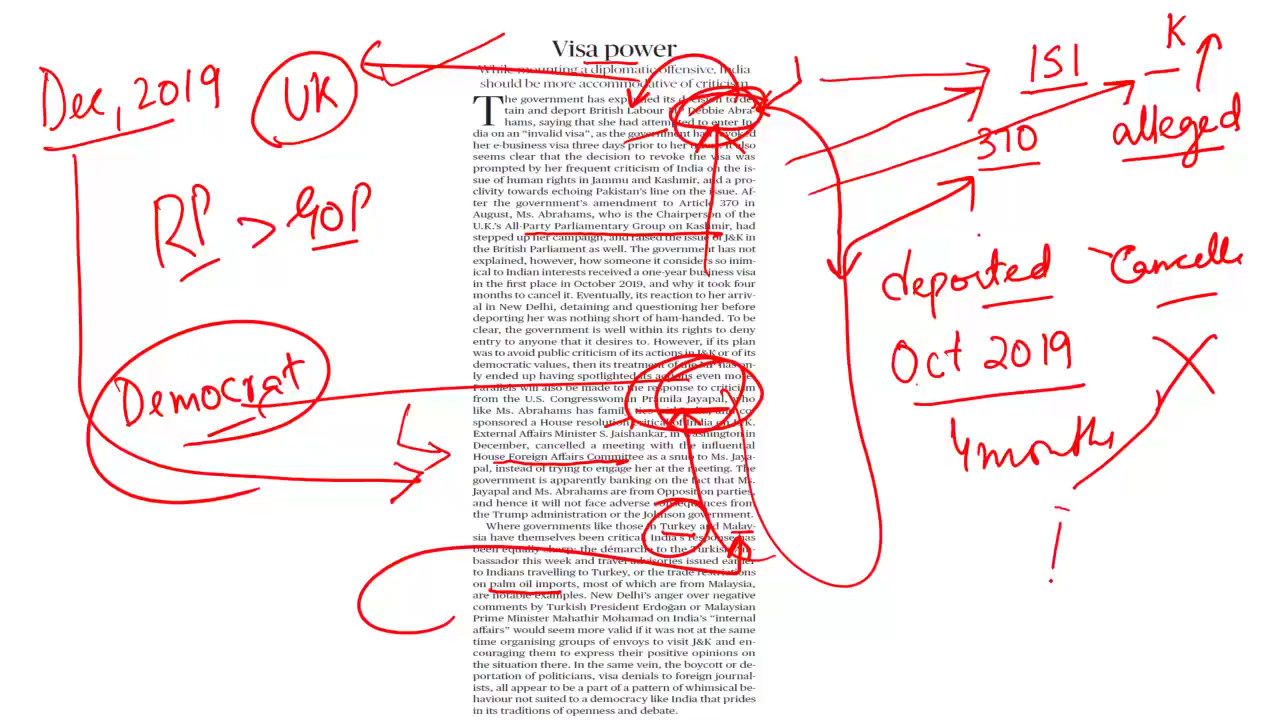 Visa power
While mounting a diplomatic offensive, India
should be more accommodative of criticism
The government has explained its decision to de-
tain and deport British Labour MP Debbie Abra-
hams, saying that she had attempted to enter In-
dia on an “invalid visa”, as the government had revoked
her e-business visa three days prior to her It also
seems clear that the decision to revoke the visa was
prompted by her frequent criticism of India on the is-
sue of human rights in Jammu and Kashmir, and a pro-
clivity towards echoing Pakistan's line on the issue. Af-
ter the government's amendment to Article 370 in
August, Ms. Abrahams, who is the Chairperson of the
U.K.'s All-Party Parliamentary Group on Kashmir, had
stepped up her campaign, and raised the issue of J&K in
the British Parliament as well. The government has not
explained, however, how someone it considers so inim-
ical to Indian interests received a one-year business visa
in the first place in October 2019, and why it took four
months to cancel it. Eventually, its reaction to her arriv-
al in New Delhi, detaining and questioning her before
deporting her was nothing short of ham-handed. To be
clear, the government is well within its rights to deny
entry to anyone that it desires to. However, if its plan
was to avoid public criticism of its actions in J&K or of its
democratic values, then its treatment of the MP has on-
ly ended up having spotlighted its actions even more.
Parallels will also be made to the response to criticism
from the U.S. Congresswoman Pramila Jayapal, who
like Ms. Abrahams has family ties with India, and co-
sponsored a House resolution critical of India on J&K.
External Affairs Minister S. Jaishankar, in Washington in
December, cancelled a meeting with the influential
House Foreign Affairs Committee as a snub to Ms. Jaya-
pal, instead of trying to engage her at the meeting. The
government is apparently banking on the fact that Ms.
Jayapal and Ms. Abrahams are from Opposition parties,
and hence it will not face adverse consequences from
the Trump administration or the Johnson government.
Where governments like those in Turkey and Malay-
sia have themselves been critical, India's response has
been equally sharp: the démarche to the Turkish am-
bassador this week and travel advisories issued earlier
to Indians travelling to Turkey, or the trade restrictions
on palm oil imports, most of which are from Malaysia,
are notable examples. New Delhi's anger over negative
comments by Turkish President Erdoğan or Malaysian
Prime Minister Mahathir Mohamad on India's “internal
affairs” would seem more valid if it was not at the same
time organising groups of envoys to visit J&K and en-
couraging them to express their positive opinions on
the situation there. In the same vein, the boycott or de-
portation of politicians, visa denials to foreign journal-
ists, all appear to be a part of a pattern of whimsical be-
haviour not suited to a democracy like India that prides
in its traditions of openness and debate.
Dec, 2019
UK
RP > GOP
Democrat
ISI
K
370
alleged
deported
Cancelle
Oct 2019
4 months